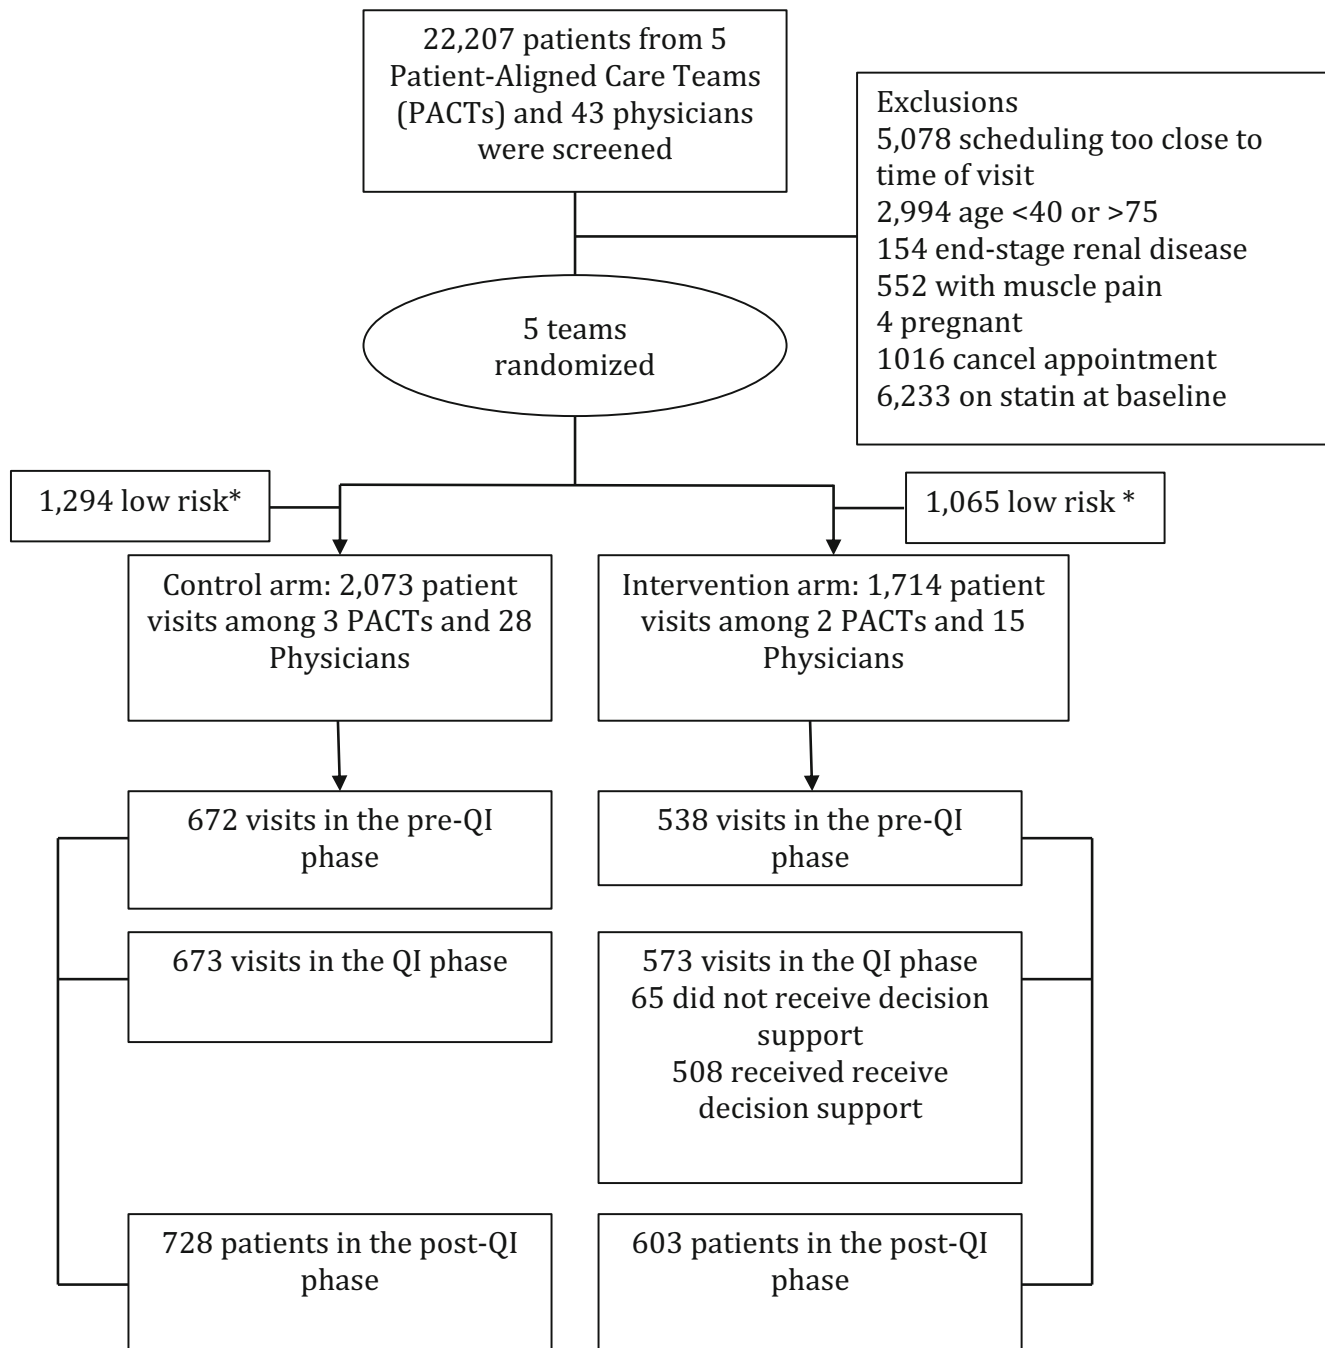 22,207 patients from 5
Patient-Aligned Care Teams
(PACTs) and 43 physicians
were screened
Exclusions
5,078 scheduling too close to
time of visit
2,994 age <40 or >75
154 end-stage renal disease
552 with muscle pain
4 pregnant
1016 cancel appointment
6,233 on statin at baseline
5 teams
randomized
1,294 low risk*
1,065 low risk *
Control arm: 2,073 patient
visits among 3 PACTs and 28
Physicians
Intervention arm: 1,714 patient
visits among 2 PACTs and 15
Physicians
672 visits in the pre-QI
phase
538 visits in the pre-QI
phase
673 visits in the QI phase
573 visits in the QI phase
65 did not receive decision
support
508 received receive
decision support
728 patients in the post-QI
phase
603 patients in the post-QI
phase